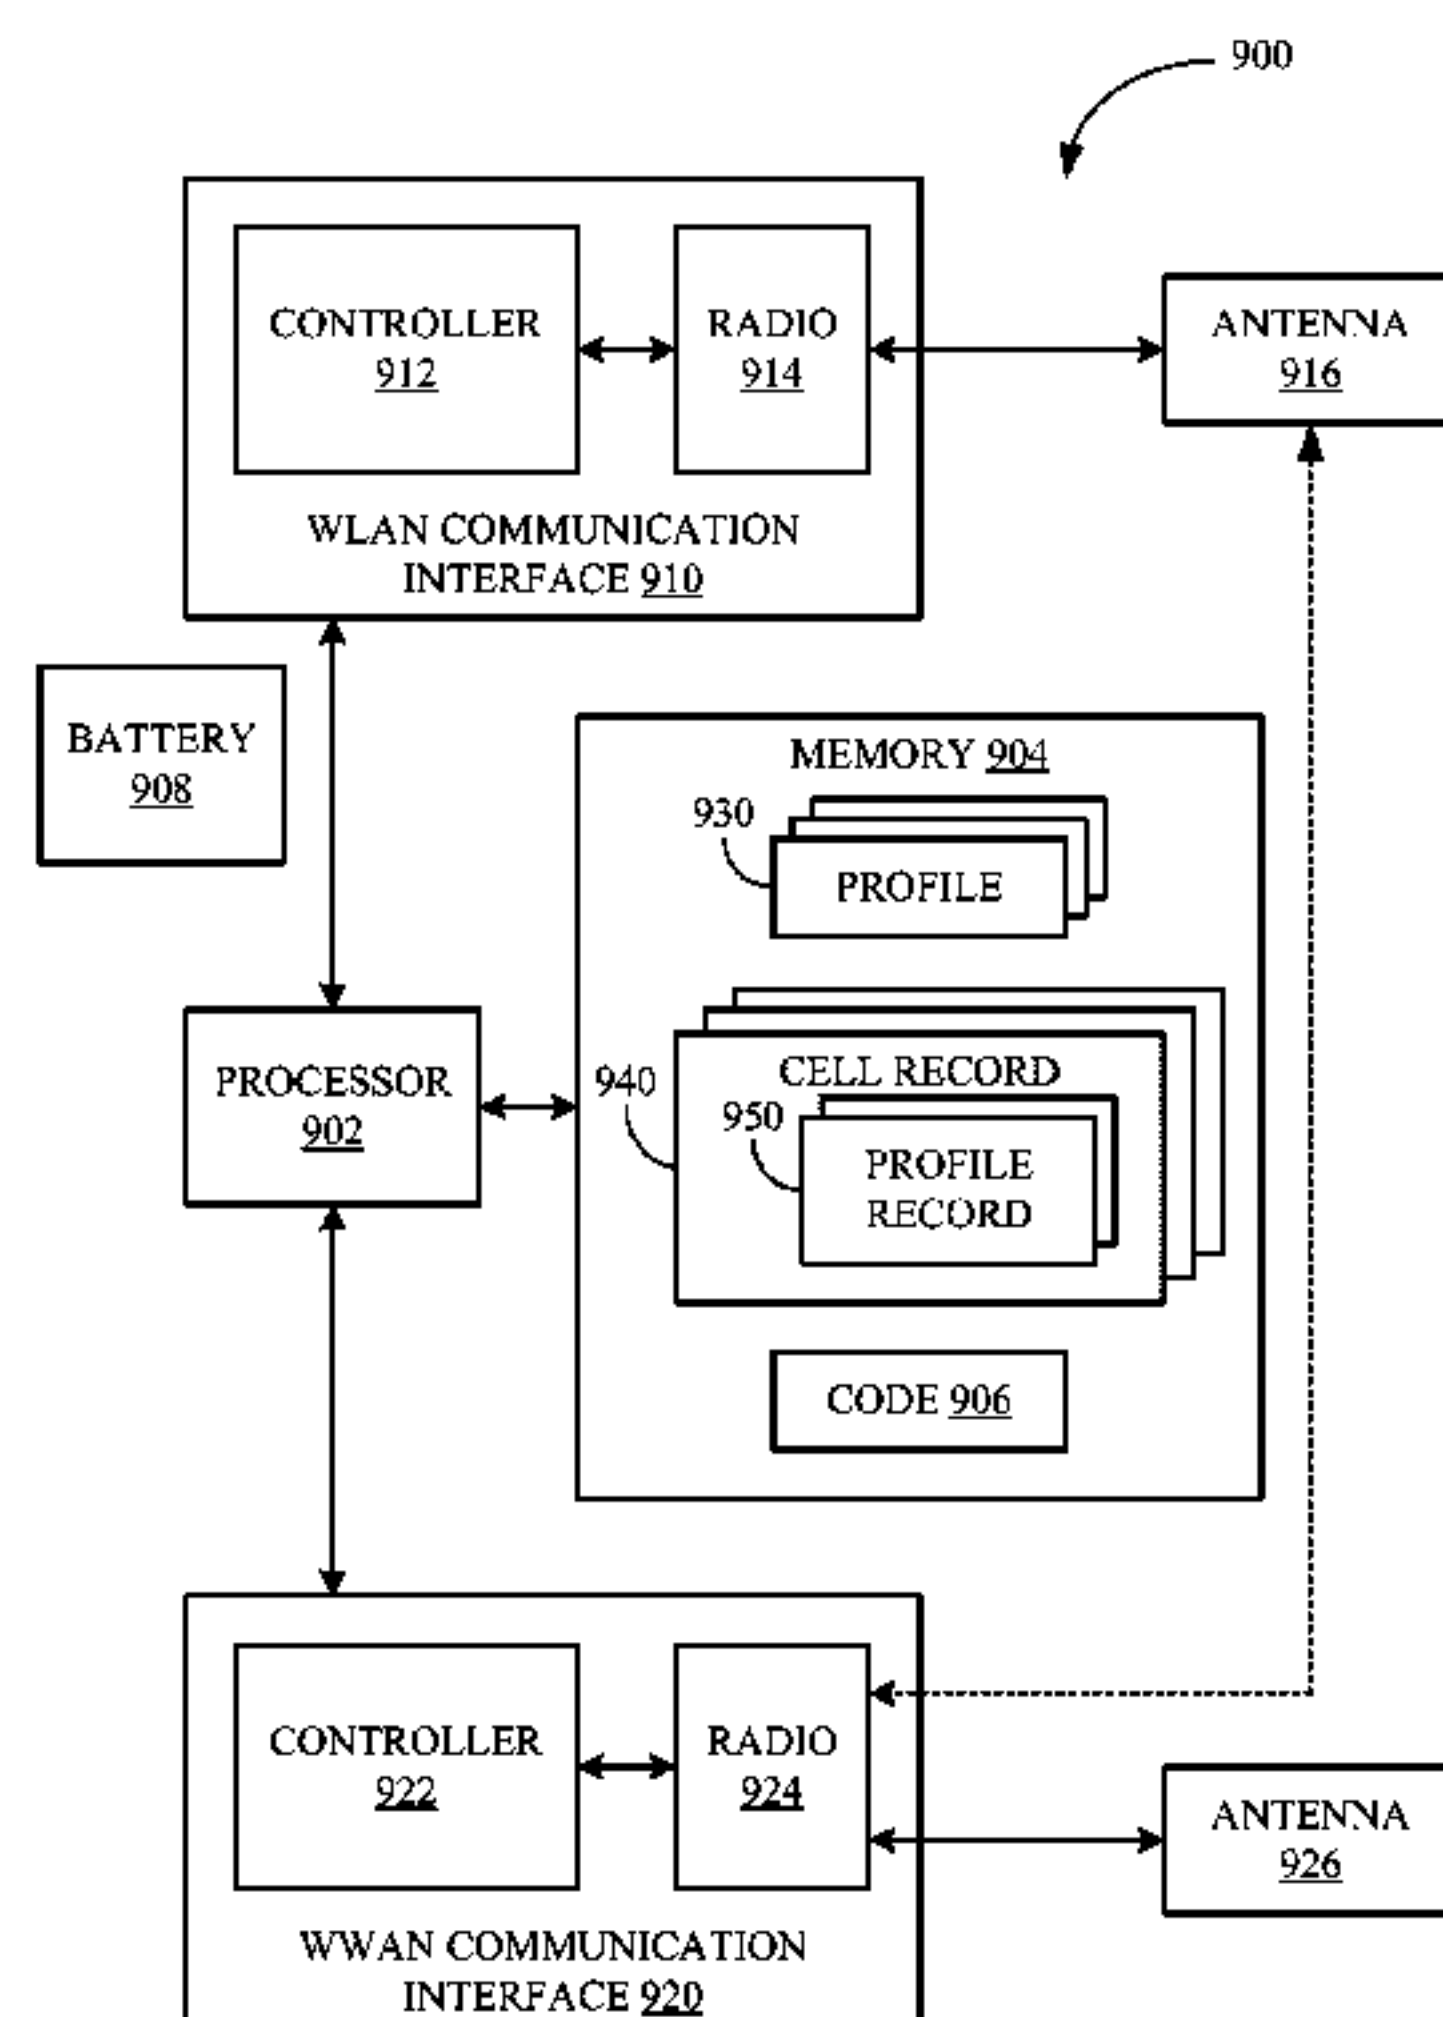 900
CONTROLLER
912
RADIO
914
ANTENNA
916
WLAN COMMUNICATION
INTERFACE 910
BATTERY
908
MEMORY 904
930
PROFILE
PROCESSOR
902
940
CELL RECORD
950
PROFILE
RECORD
CODE 906
CONTROLLER
922
RADIO
924
ANTENNA
926
WWAN COMMUNICATION
INTERFACE 920